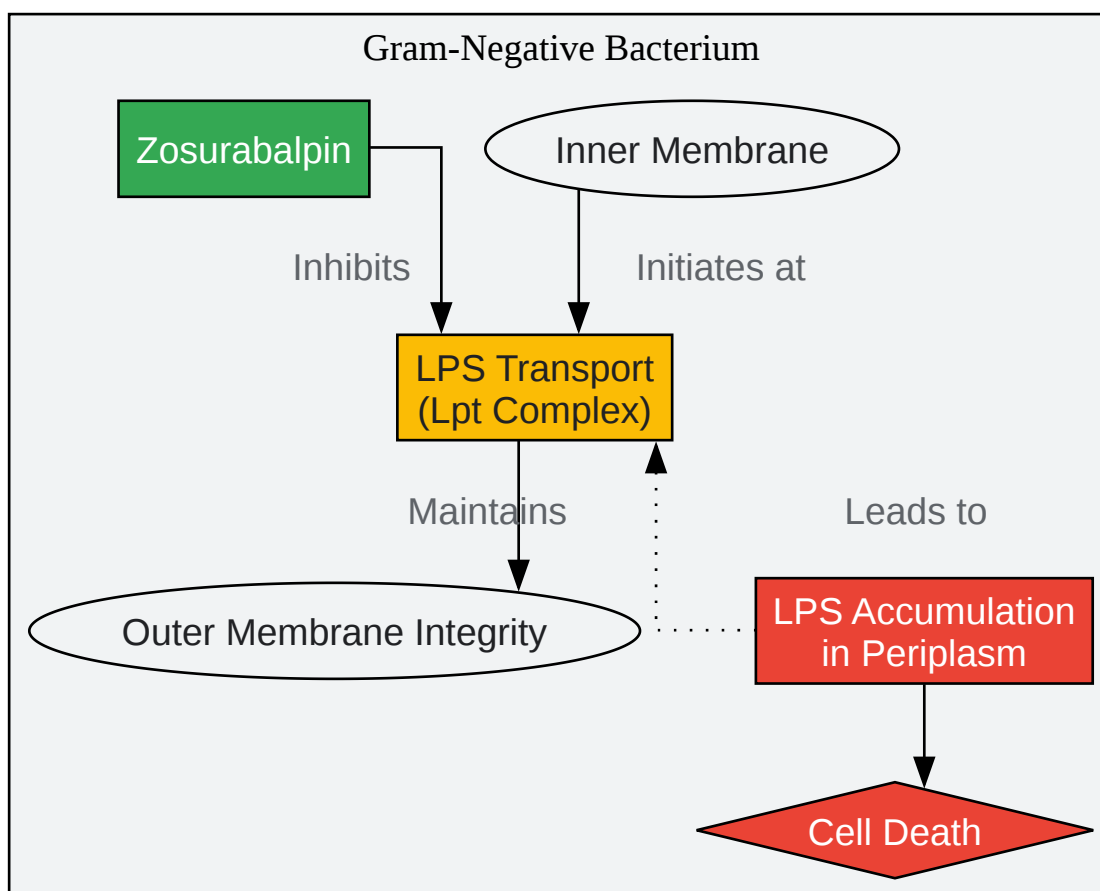 Gram-Negative Bacterium
Zosurabalpin
Inner Membrane
Inhibits
Initiates at
LPS Transport
(Lpt Complex)
Maintains
Leads to
Outer Membrane Integrity
LPS Accumulation
in Periplasm
Cell Death